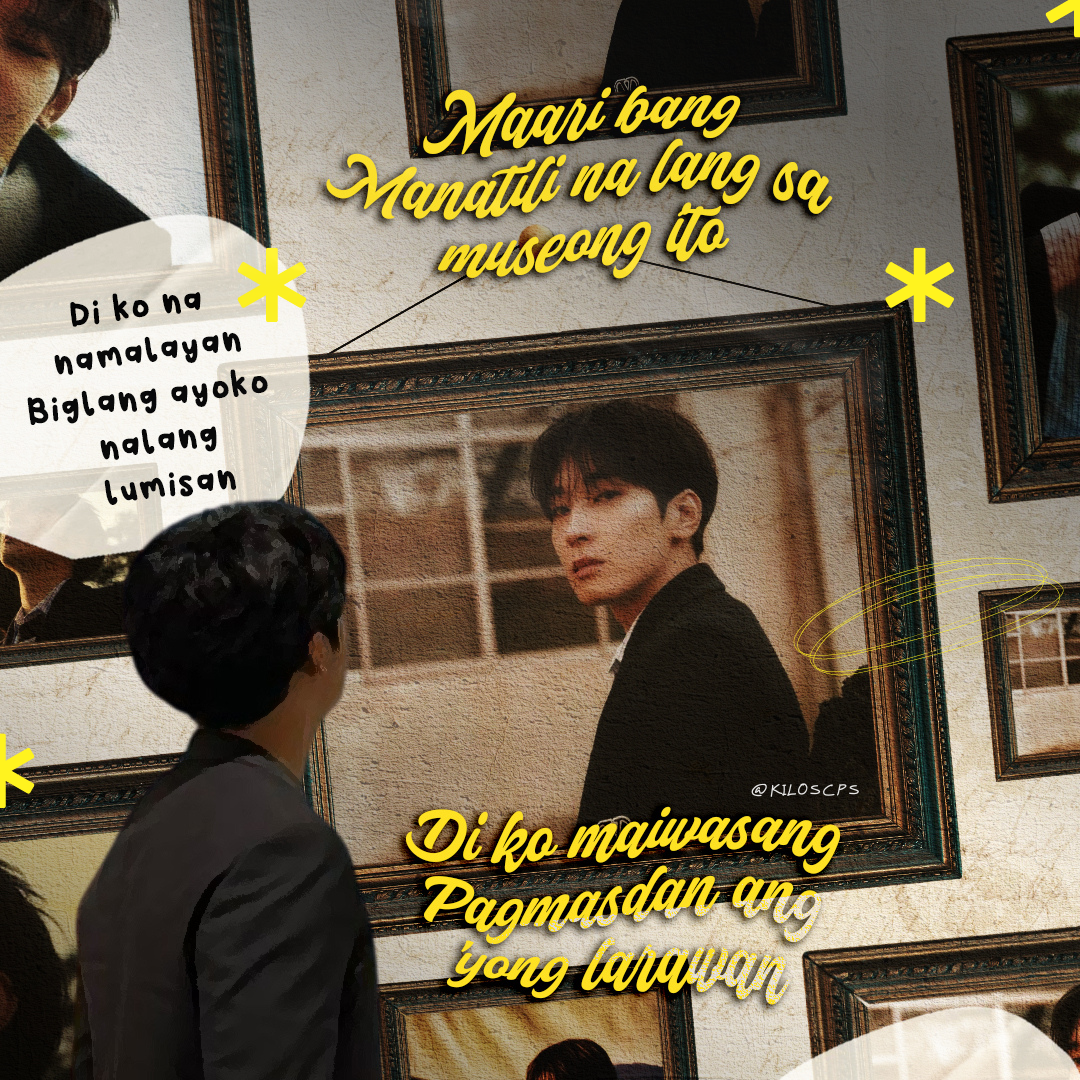 Maari bang
Manatili na lang sa
museong ito
Di ko na
namalayan
Biglang ayoko
nalang
lumisan
@KILOSCPS
Di ko maiwasang
Pagmasdan ang
'yong larawan